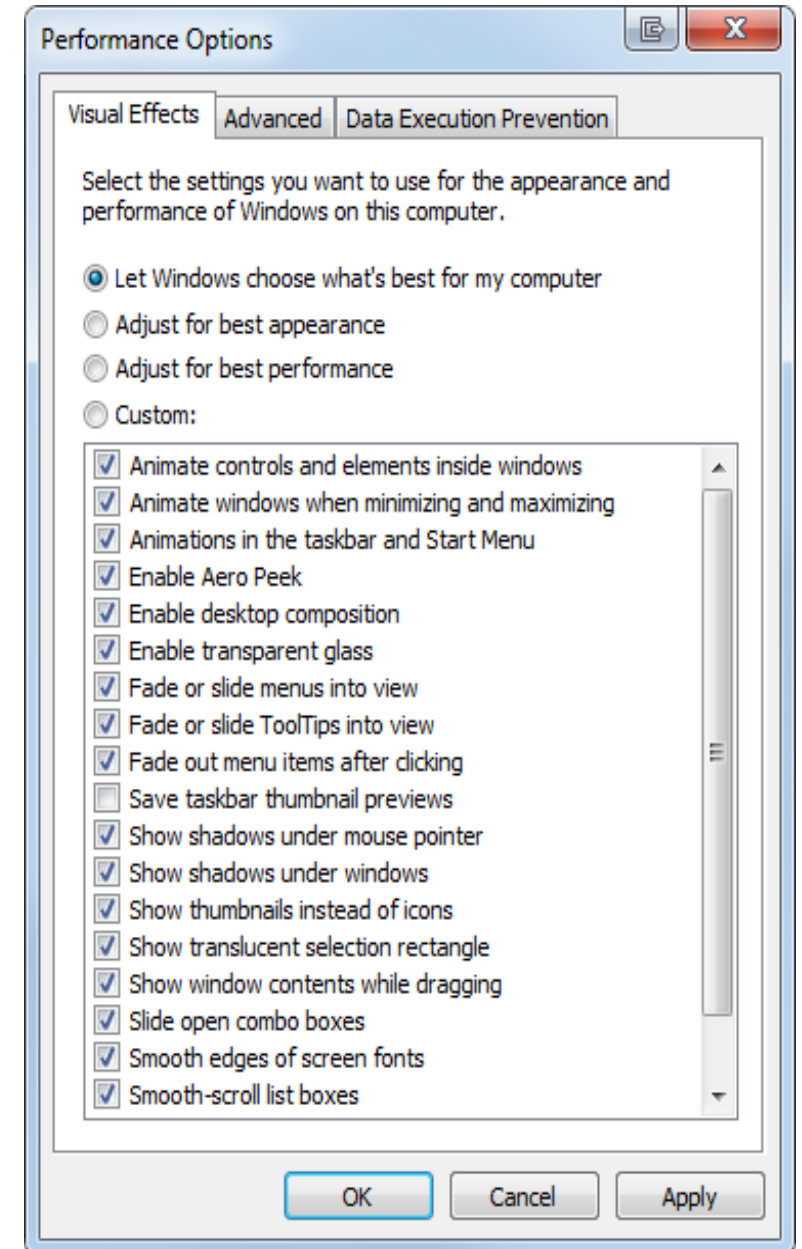 Performance Options
Visual Effects
Advanced
Data Execution Prevention
Select the settings you want to use for the appearance and
performance of Windows on this computer.
Let Windows choose what's best for my computer
Adjust for best appearance
Adjust for best performance
Custom:
Animate controls and elements inside windows
Animate windows when minimizing and maximizing
Animations in the taskbar and Start Menu
Enable Aero Peek
Enable desktop composition
Enable transparent glass
Fade or slide menus into view
Fade or slide ToolTips into view
Fade out menu items after clicking
Save taskbar thumbnail previews
Show shadows under mouse pointer
Show shadows under windows
Show thumbnails instead of icons
Show translucent selection rectangle
Show window contents while dragging
Slide open combo boxes
Smooth edges of screen fonts
Smooth-scroll list boxes
OK
Cancel
Apply